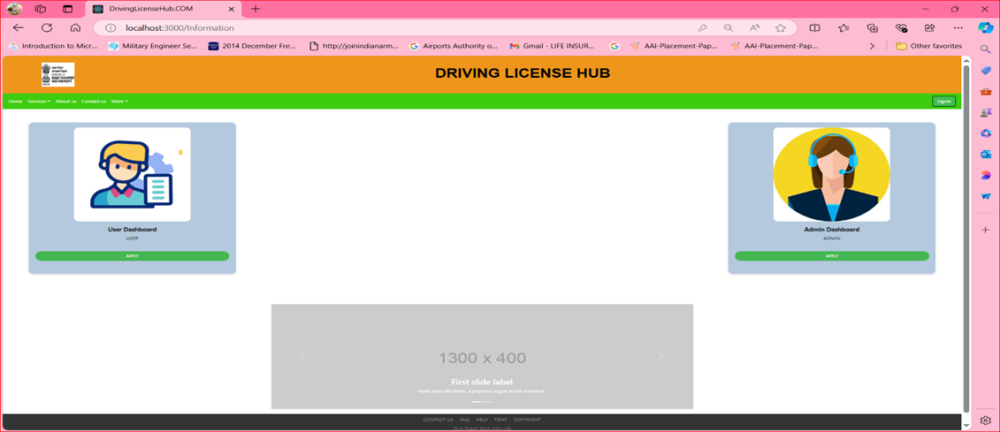 DrivingLicenseHub.COM
localhost:3000/Information
Introduction to Micr... Military Engineer Se... 2014 December Fre... http://joinindianarm... Airports Authority o... Gmail - LIFE INSUR... AAI-Placement-Pap... AAI-Placement-Pap... Other favorites
DRIVING LICENSE HUB
Home Services About us Contact us More Signin
User Dashboard
USER
APPLY
Admin Dashboard
ADMIN
APPLY
1300 x 400
First slide label
Nulla vitae elit libero, a pharetra augue mollis interdum.
CONTACT US FAQ HELP T&MF COPYRIGHT